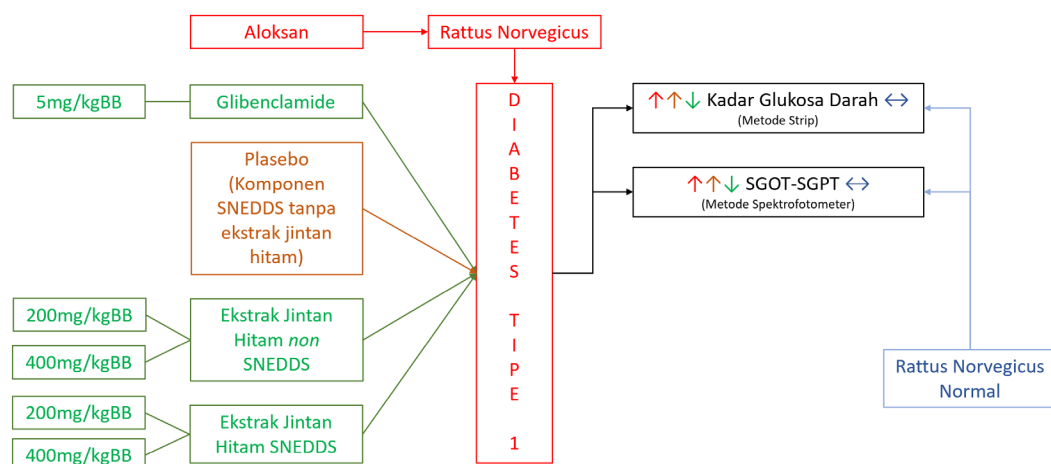 Aloksan
Rattus Norvegicus
5mg/kgBB
Glibenclamide
Plasebo
(Komponen
SNEDDS tanpa
ekstrak jintan
hitam)
200mg/kgBB
400mg/kgBB
Ekstrak Jintan
Hitam non
SNEDDS
200mg/kgBB
400mg/kgBB
Ekstrak Jintan
Hitam SNEDDS
D
I
A
B
E
T
E
S
T
I
P
E
1
↑↑↓ Kadar Glukosa Darah ↔
(Metode Strip)
↑↑↓ SGOT-SGPT ↔
(Metode Spektrofotometer)
Rattus Norvegicus
Normal